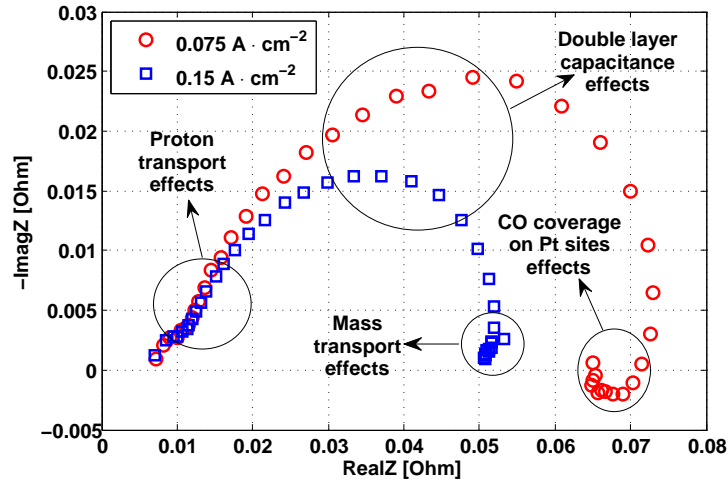 0.03
0.025
0.02
0.015
0.01
0.005
0
−0.005
−ImagZ [Ohm]
0.075 A · cm−2
0.15 A · cm−2
Double layer
capacitance
effects
Proton
transport
effects
CO coverage
on Pt sites
effects
Mass
transport
effects
0 0.01 0.02 0.03 0.04 0.05 0.06 0.07 0.08
RealZ [Ohm]